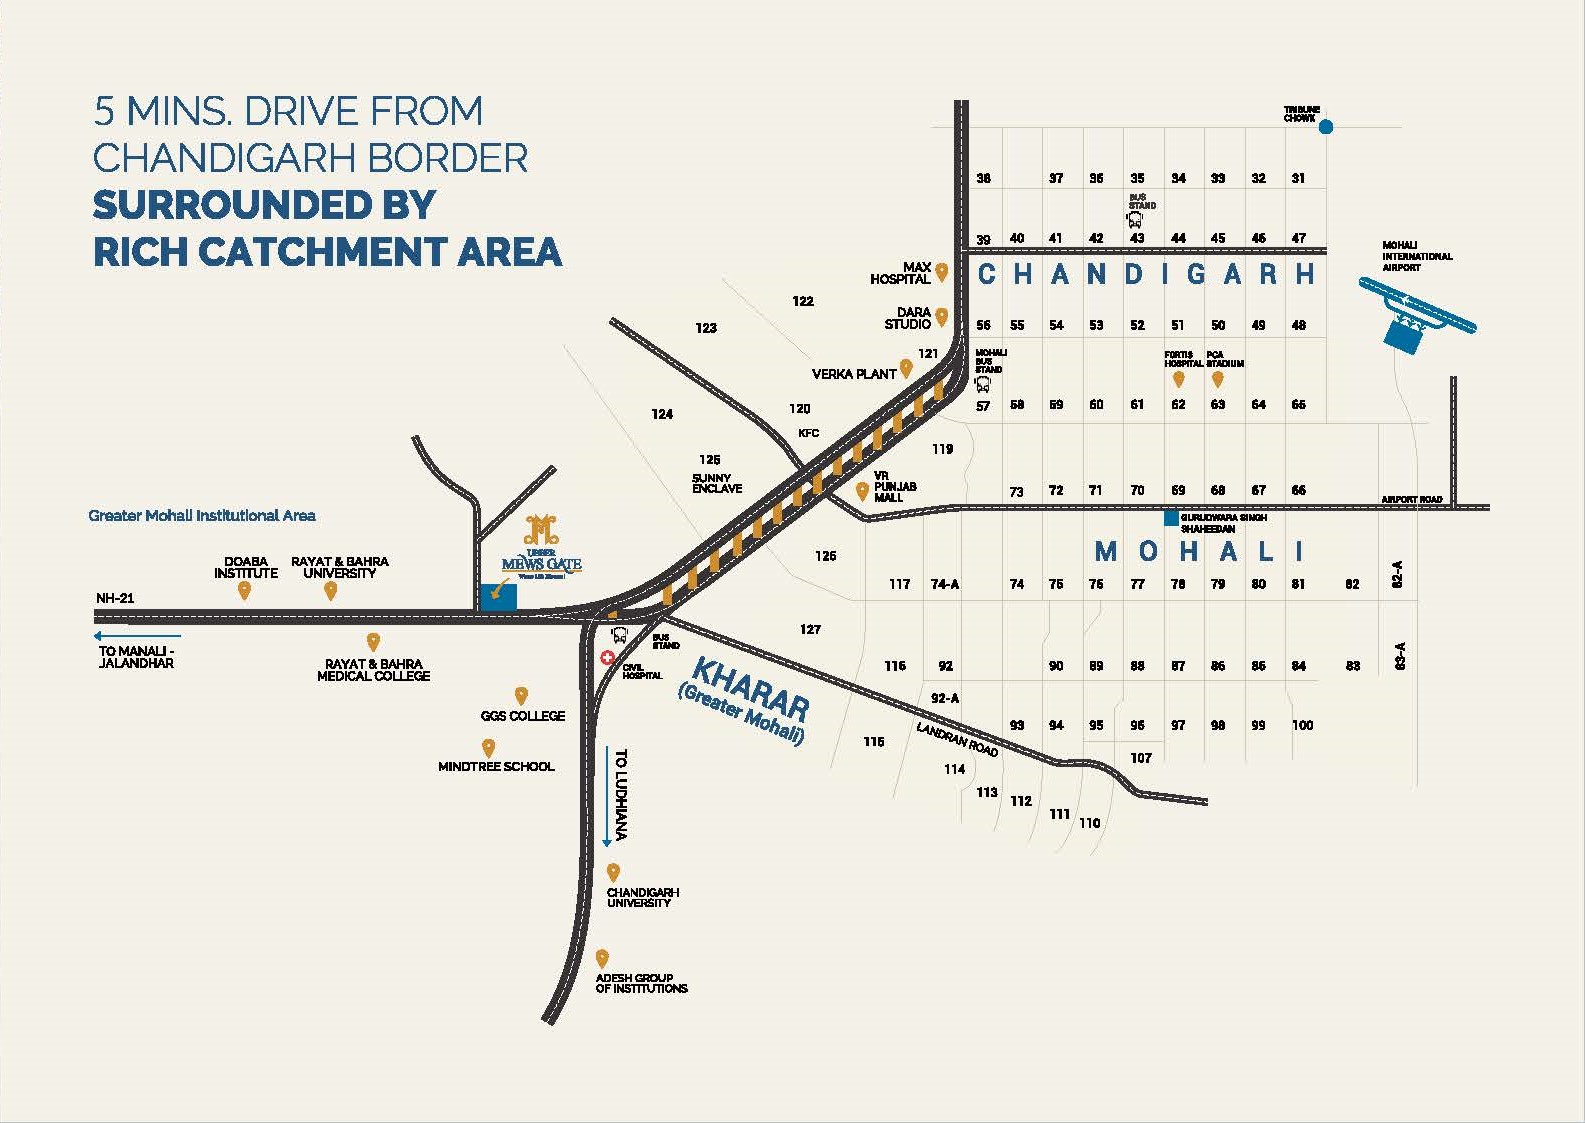 5 MINS. DRIVE FROM
CHANDIGARH BORDER
SURROUNDED BY
RICH CATCHMENT AREA
TRIBUNE
CHOWK
38 37 36 35 34 33 32 31
BUS
STAND
39 40 41 42 43 44 45 46 47
MOHALI
INTERNATIONAL
AIRPORT
MAX
HOSPITAL
CHANDIGARH
DARA
STUDIO
56 55 54 53 52 51 50 49 48
122
123
121
MOHALI
BUS
STAND
FORTIS
HOSPITAL
PCA
STADIUM
VERKA PLANT
57 58 59 60 61 62 63 64 65
124
120
KFC
119
125
SUNNY
ENCLAVE
VR
PUNJAB
MALL
73 72 71 70 69 68 67 66
AIRPORT ROAD
GURUDWARA SINGH
SHAHEEDAN
Greater Mohali Institutional Area
MOHALI
126
MEWS GATE
DOABA
INSTITUTE
RAYAT & BAHRA
UNIVERSITY
117 74-A 74 75 76 77 78 79 80 81 82
82-A
NH-21
127
TO MANALI -
JALANDHAR
BUS
STAND
CIVIL
HOSPITAL
RAYAT & BAHRA
MEDICAL COLLEGE
KHARAR
(Greater Mohali)
116 92 90 89 88 87 86 85 84 83
83-A
92-A
GGS COLLEGE
93 94 95 96 97 98 99 100
LANDRAN ROAD
115
107
MINDTREE SCHOOL
114
113
112
111
110
TO LUDHIANA
CHANDIGARH
UNIVERSITY
ADESH GROUP
OF INSTITUTIONS